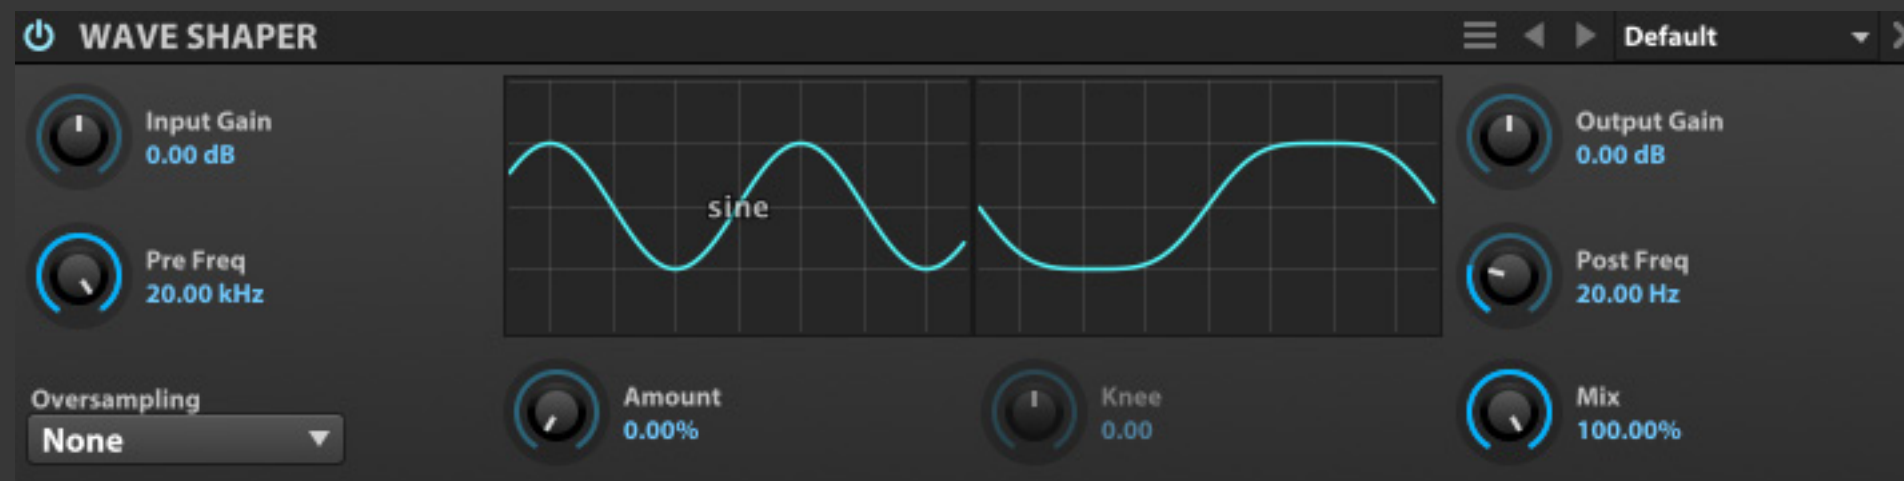 WAVE SHAPER
Default
Input Gain
0.00 dB
Pre Freq
20.00 kHz
Oversampling
None
sine
Amount
0.00%
Knee
0.00
Output Gain
0.00 dB
Post Freq
20.00 Hz
Mix
100.00%